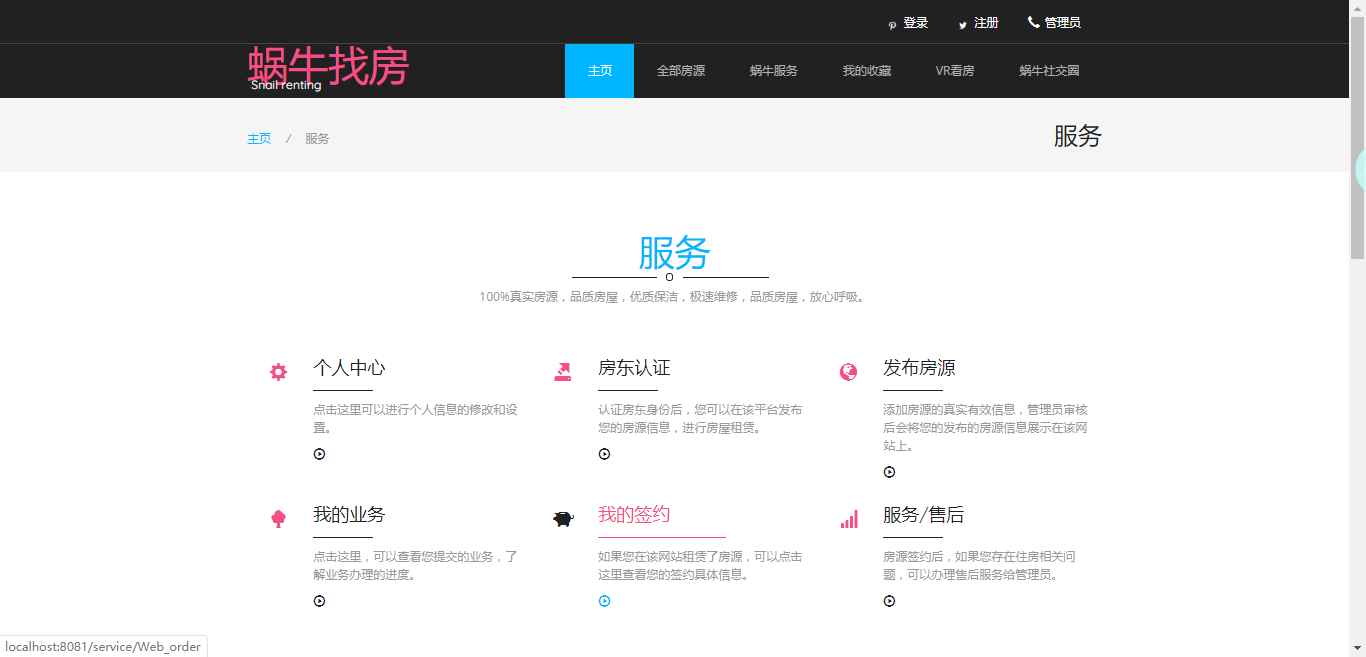 登录 注册 管理员
蜗牛找房
Snail renting
主页 全部房源 蜗牛服务 我的收藏 VR看房 蜗牛社交圈
主页 / 服务
服务
服务
100%真实房源，品质房屋，优质保洁，极速维修，品质房屋，放心呼吸。
个人中心
点击这里可以进行个人信息的修改和设
置。
房东认证
认证房东身份后，您可以在该平台发布
您的房源信息，进行房屋租赁。
发布房源
添加房源的真实有效信息，管理员审核
后会将您的发布的房源信息展示在该网
站上。
我的业务
点击这里，可以查看您提交的业务，了
解业务办理的进度。
我的签约
如果您在该网站租赁了房源，可以点击
这里查看您的签约具体信息。
服务/售后
房源签约后，如果您存在住房相关问
题，可以办理售后服务给管理员。
localhost:8081/service/Web_order